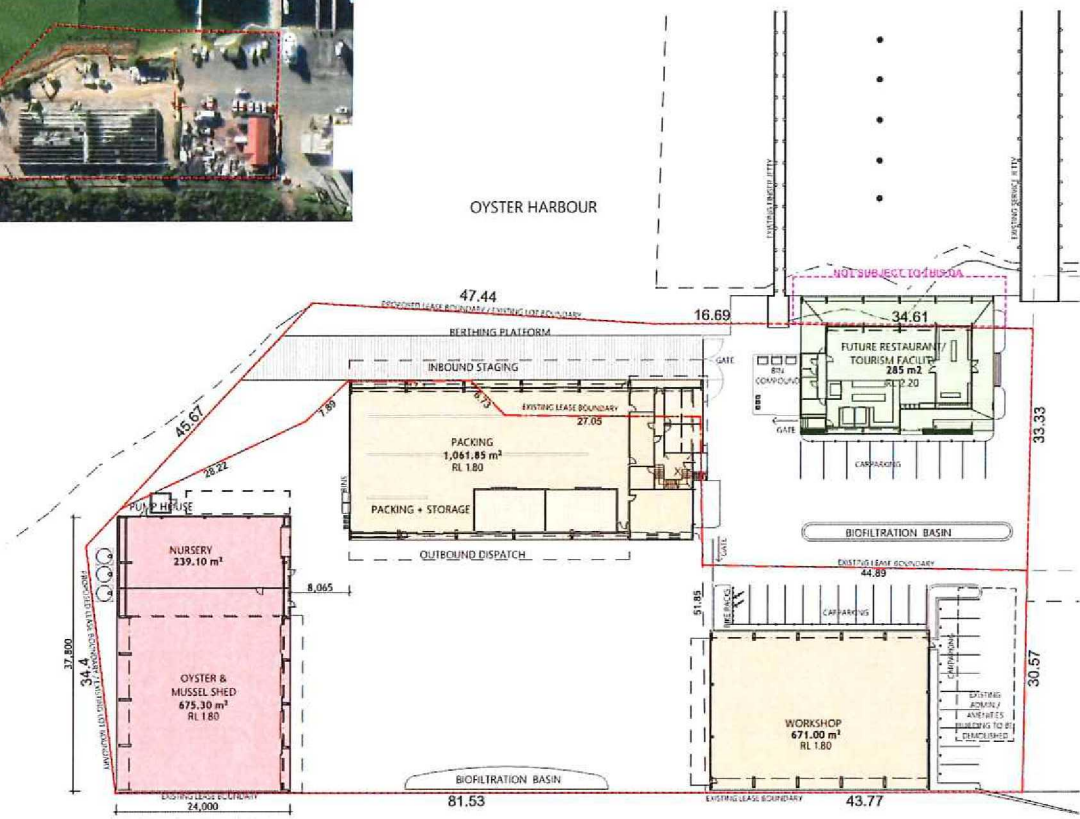 OYSTER HARBOUR
EXISTING FINGER JETTY
EXISTING SERVICE JETTY
NOT SUBJECT TO THIS DA
47.44
PROPOSED LEASE BOUNDARY / EXISTING LOT BOUNDARY
16.69
34.61
BERTHING PLATFORM
INBOUND STAGING
GATE
BIN
COMPOUND
FUTURE RESTAURANT/
TOURISM FACILITY
285 m2
RL 2.20
GATE
33.33
CARPARKING
45.67
7.89
6.73
EXISTING LEASE BOUNDARY
27.05
PACKING
1,061.85 m²
RL 1.80
PACKING + STORAGE
BINS
28.22
OUTBOUND DISPATCH
GATE
BIOFILTRATION BASIN
EXISTING LEASE BOUNDARY
44.89
PUMP HOUSE
NURSERY
239.10 m²
8,065
51.85
BIKE RACKS
CARPARKING
CARPARKING
30.57
37,800
34.4
PROPOSED LEASE BOUNDARY / EXISTING LOT BOUNDARY
OYSTER &
MUSSEL SHED
675.30 m²
RL 1.80
EXISTING
ADMIN /
AMENITIES
BUILDING TO BE
DEMOLISHED
WORKSHOP
671.00 m²
RL 1.80
BIOFILTRATION BASIN
EXISTING LEASE BOUNDARY
24,000
81.53
EXISTING LEASE BOUNDARY
43.77